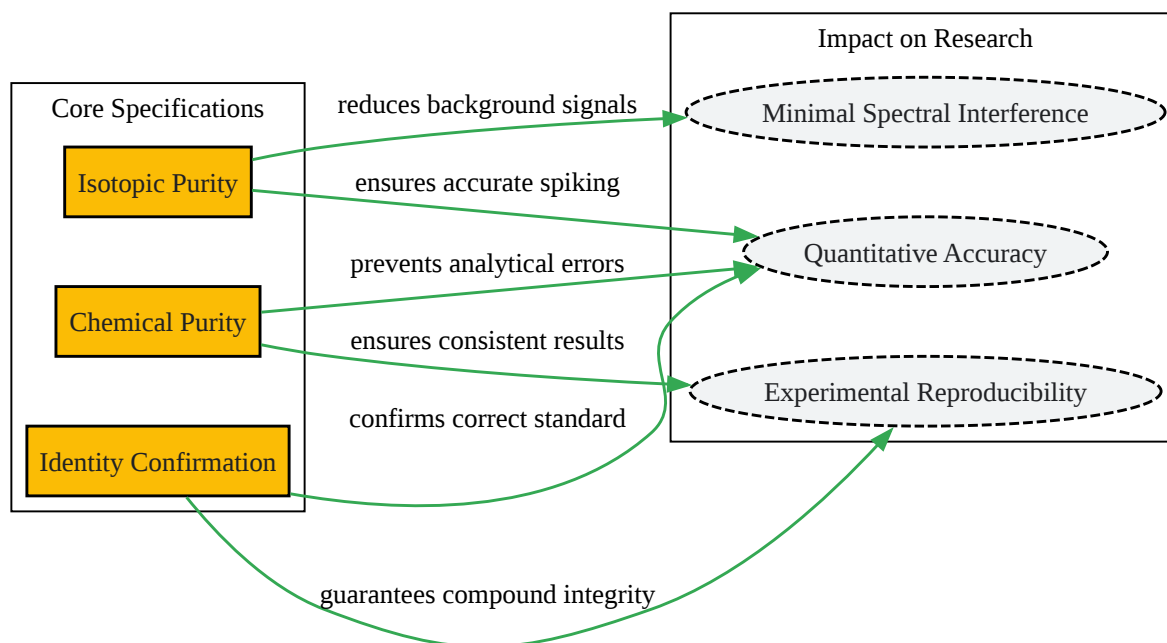 Core Specifications
Isotopic Purity
Chemical Purity
Identity Confirmation
reduces background signals
ensures accurate spiking
prevents analytical errors
ensures consistent results
confirms correct standard
guarantees compound integrity
Impact on Research
Minimal Spectral Interference
Quantitative Accuracy
Experimental Reproducibility